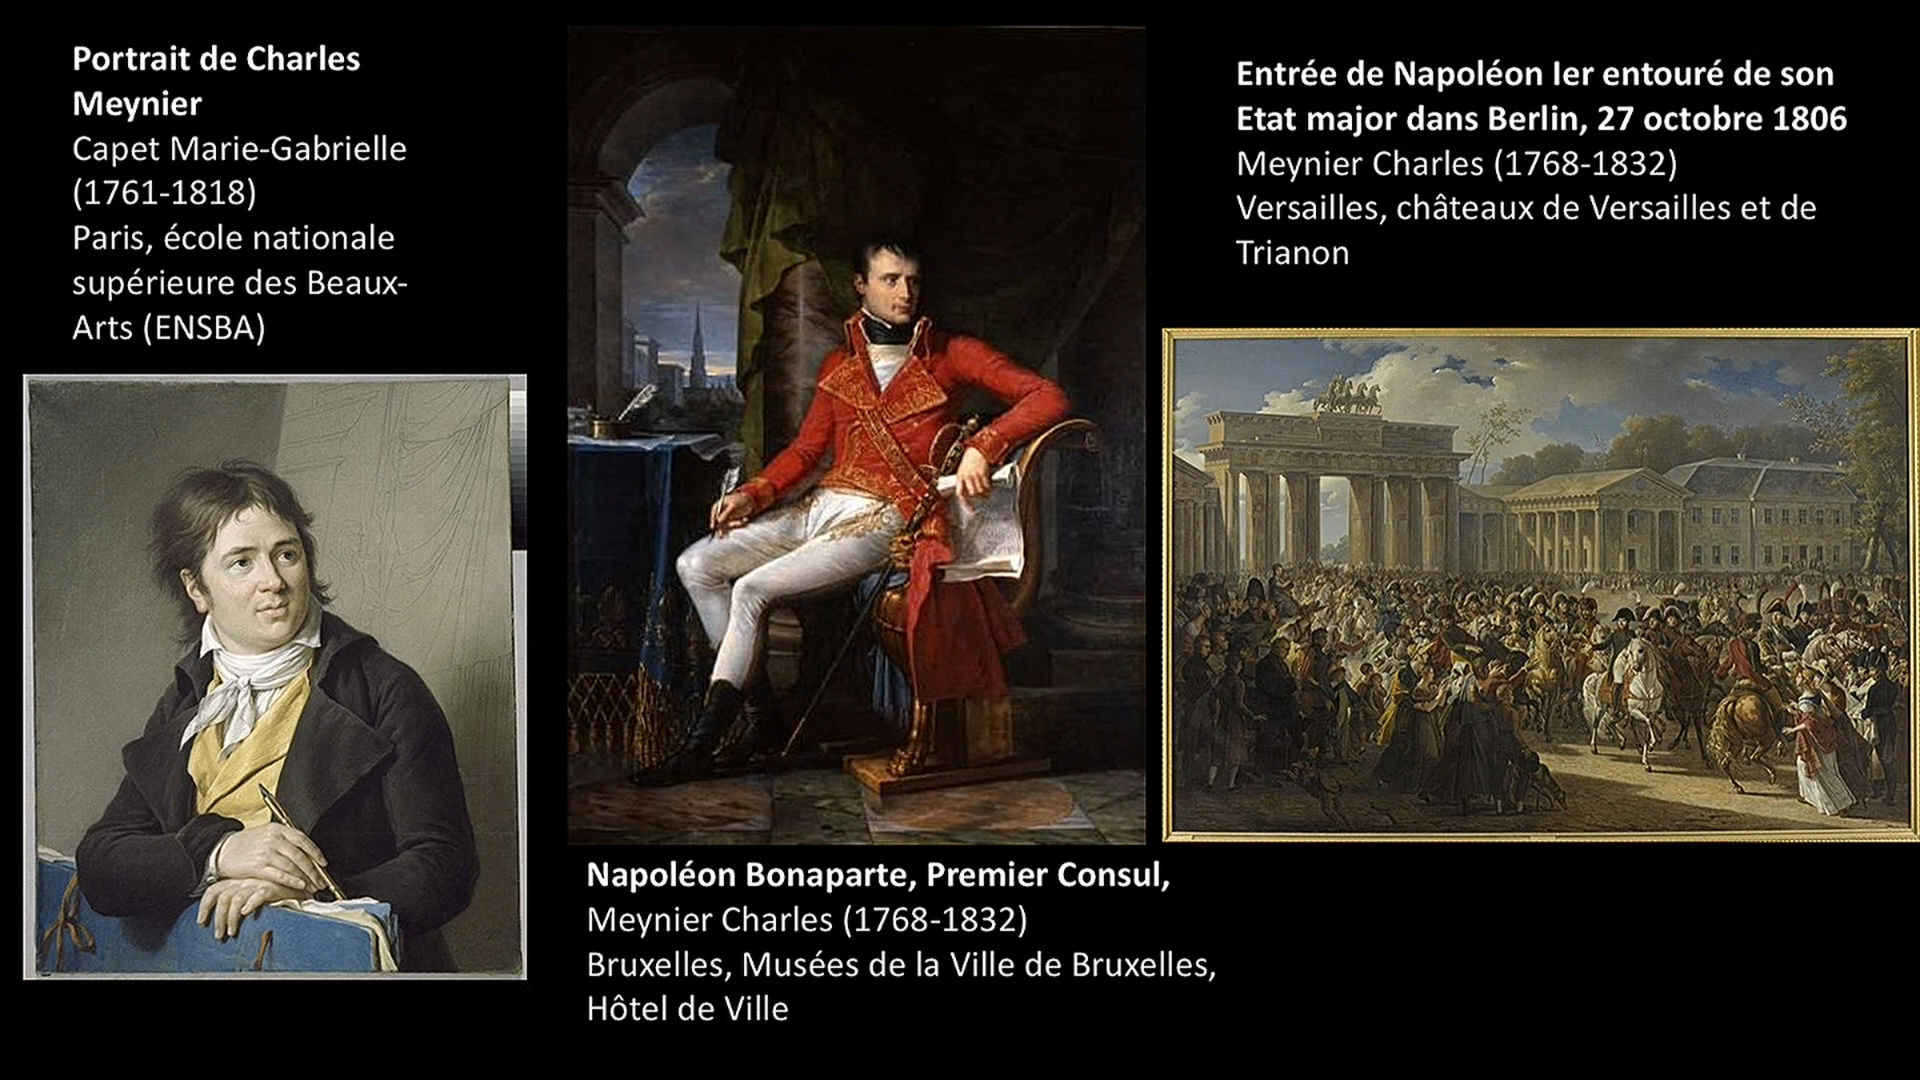 Portrait de Charles
Meynier
Capet Marie-Gabrielle
(1761-1818)
Paris, école nationale
supérieure des Beaux-
Arts (ENSBA)
Napoléon Bonaparte, Premier Consul,
Meynier Charles (1768-1832)
Bruxelles, Musées de la Ville de Bruxelles,
Hôtel de Ville
Entrée de Napoléon Ier entouré de son
Etat major dans Berlin, 27 octobre 1806
Meynier Charles (1768-1832)
Versailles, châteaux de Versailles et de
Trianon